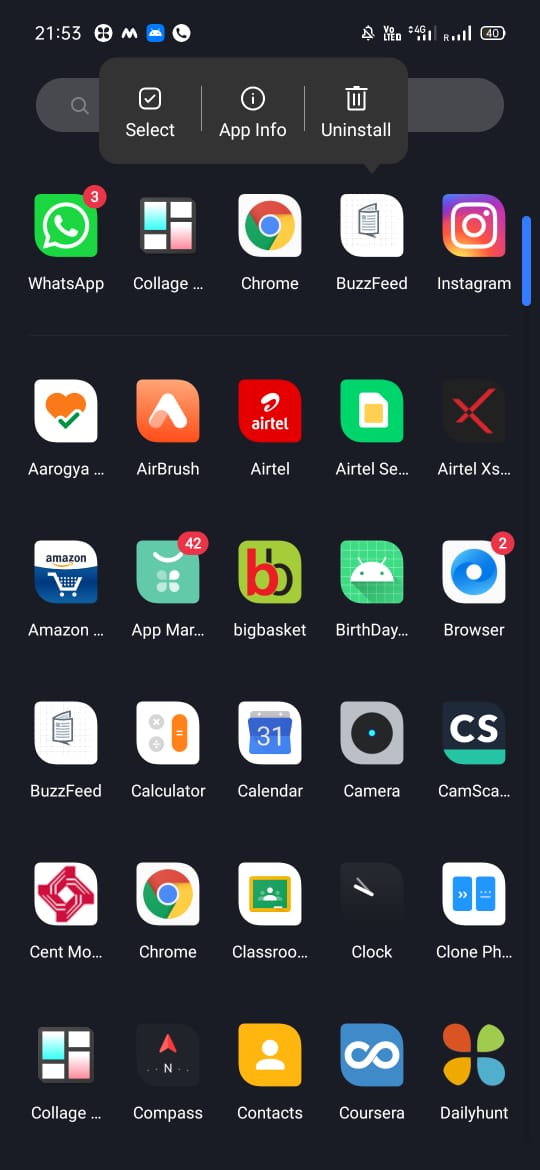 21:53 Vo LTED 4G R 40
Select App Info Uninstall
3
WhatsApp Collage ... Chrome BuzzFeed Instagram
airtel
Aarogya ... AirBrush Airtel Airtel Se... Airtel Xs...
amazon 42 bb 2
Amazon ... App Mar... bigbasket BirthDay... Browser
31 CS
BuzzFeed Calculator Calendar Camera CamSca...
Cent Mo... Chrome Classroo... Clock Clone Ph...
N
Collage ... Compass Contacts Coursera Dailyhunt